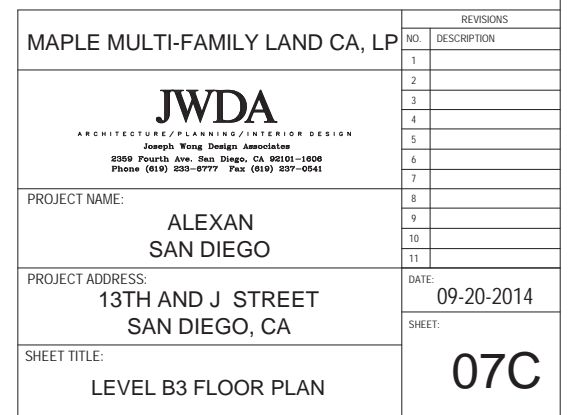 MAPLE MULTI-FAMILY LAND CA, LP
JWDA
ARCHITECTURE/PLANNING/INTERIOR DESIGN
Joseph Wong Design Associates
2359 Fourth Ave. San Diego, CA 92101-1606
Phone (619) 233-6777 Fax (619) 237-0541
PROJECT NAME:
ALEXAN
SAN DIEGO
PROJECT ADDRESS:
13TH AND J STREET
SAN DIEGO, CA
SHEET TITLE:
LEVEL B3 FLOOR PLAN
REVISIONS
NO. DESCRIPTION
1
2
3
4
5
6
7
8
9
10
11
DATE:
09-20-2014
SHEET:
07C